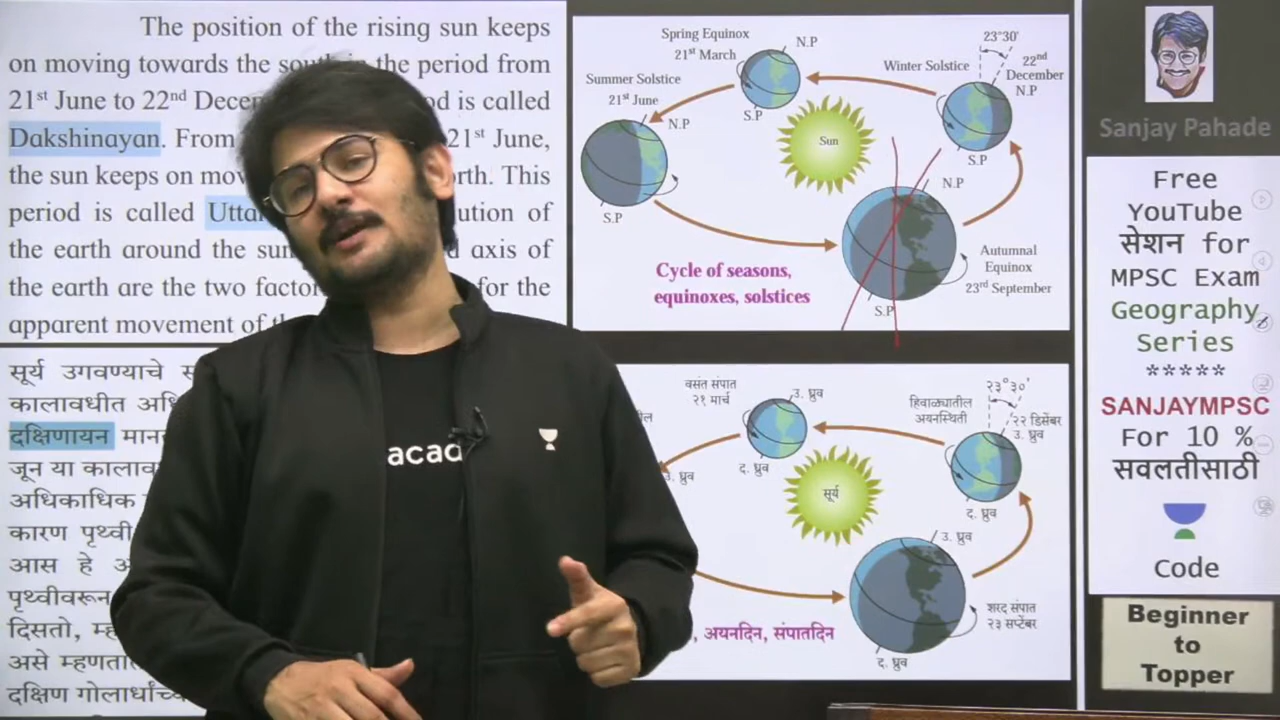 The position of the rising sun keeps
on moving towards the south in the period from
21st June to 22nd Decem
od is called
Dakshinayan. From
21st June,
the sun keeps on mov
orth. This
period is called Utta
ution of
the earth around the sun
d axis of
the earth are the two factor
for the
apparent movement of th
Spring Equinox
21st March
N.P
S.P
Summer Solstice
21st June
N.P
S.P
Sun
23°30'
Winter Solstice
22nd
December
N.P
S.P
N.P
S.P
Autumnal
Equinox
23rd September
Cycle of seasons,
equinoxes, solstices
सूर्य उगवण्याचे
कालावधीत
दक्षिणायन मान
जून या कालाव
अधिकाधिक
कारण पृथ्वी
आस हे
पृथ्वीवरून
दिसतो,
असे म्हणतात
दक्षिण गोलार्धाच्य
वसंत संपात
२१ मार्च
उ. ध्रुव
द. ध्रुव
उ. ध्रुव
सूर्य
२३°३०'
हिवाळ्यातील
अयनस्थिती
२२ डिसेंबर
उ. ध्रुव
द. ध्रुव
उ. ध्रुव
द. ध्रुव
शरद संपात
२३ सप्टेंबर
, अयनदिन, संपातदिन
acad
Sanjay Pahade
Free
YouTube
सेशन for
MPSC Exam
Geography
Series
*****
SANJAYMPSC
For 10 %
सवलतीसाठी
Code
Beginner
to
Topper